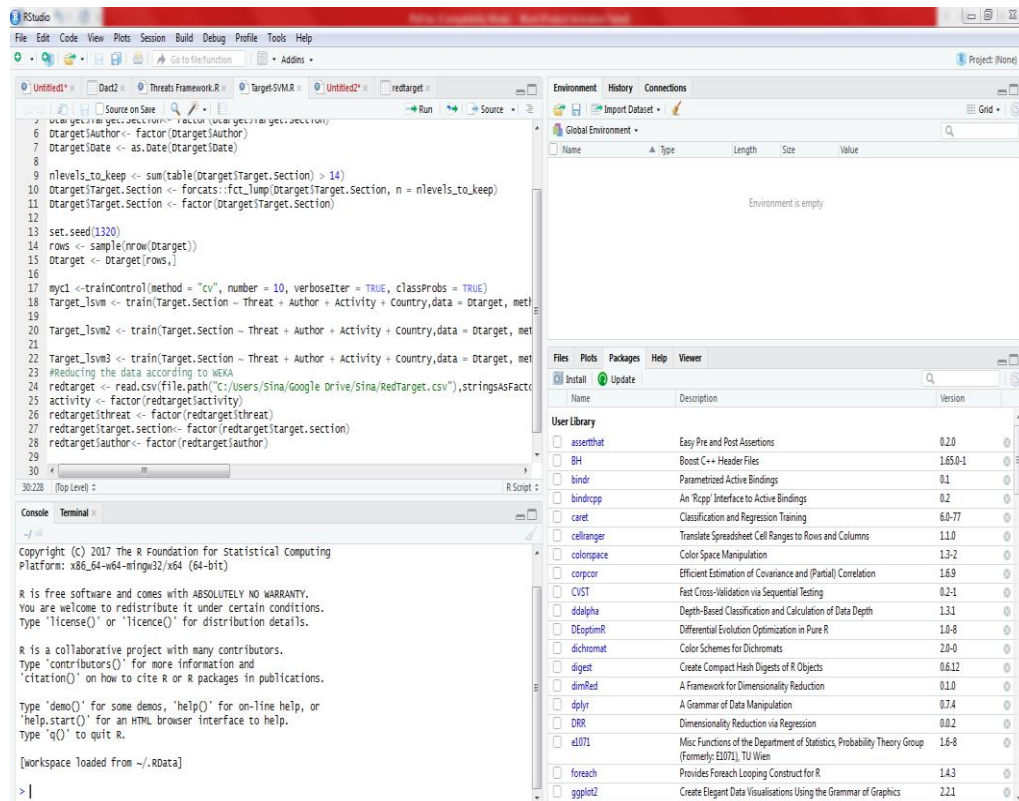 RStudio
File Edit Code View Plots Session Build Debug Profile Tools Help
Go to file/function Addins
Project: (None)
Untitled1* Dact2 Threats Framework.R Target-SVM.R Untitled2* redtarget
Source on Save Run Source
6 Dtarget$Author<- factor(Dtarget$Author)
7 Dtarget$Date <- as.Date(Dtarget$Date)
8
9 nlevels_to_keep <- sum(table(Dtarget$Target.Section) > 14)
10 Dtarget$Target.Section <- forcats::fct_lump(Dtarget$Target.Section, n = nlevels_to_keep)
11 Dtarget$Target.Section <- factor(Dtarget$Target.Section)
12
13 set.seed(1320)
14 rows <- sample(nrow(Dtarget))
15 Dtarget <- Dtarget[rows,]
16
17 myc1 <-trainControl(method = "cv", number = 10, verboseIter = TRUE, classProbs = TRUE)
18 Target_lsvm <- train(Target.Section ~ Threat + Author + Activity + Country,data = Dtarget, meth
19
20 Target_lsvm2 <- train(Target.Section ~ Threat + Author + Activity + Country,data = Dtarget, met
21
22 Target_lsvm3 <- train(Target.Section ~ Threat + Author + Activity + Country,data = Dtarget, met
23 #Reducing the data according to WEKA
24 redtarget <- read.csv(file.path("C:/Users/Sina/Google Drive/Sina/RedTarget.csv"),stringsAsFacto
25 activity <- factor(redtarget$activity)
26 redtarget$threat <- factor(redtarget$threat)
27 redtarget$target.section<- factor(redtarget$target.section)
28 redtarget$author<- factor(redtarget$author)
29
30
30:228 (Top Level) R Script
Console Terminal
~/
Copyright (C) 2017 The R Foundation for Statistical Computing
Platform: x86_64-w64-mingw32/x64 (64-bit)
R is free software and comes with ABSOLUTELY NO WARRANTY.
You are welcome to redistribute it under certain conditions.
Type 'license()' or 'licence()' for distribution details.
R is a collaborative project with many contributors.
Type 'contributors()' for more information and
'citation()' on how to cite R or R packages in publications.
Type 'demo()' for some demos, 'help()' for on-line help, or
'help.start()' for an HTML browser interface to help.
Type 'q()' to quit R.
[Workspace loaded from ~/.RData]
>
Environment History Connections
Import Dataset Grid
Global Environment
Name Type Length Size Value
Environment is empty
Files Plots Packages Help Viewer
Install Update
Name Description Version
User Library
assertthat Easy Pre and Post Assertions 0.2.0
BH Boost C++ Header Files 1.65.0-1
bindr Parametrized Active Bindings 0.1
bindrcpp An 'Rcpp' Interface to Active Bindings 0.2
caret Classification and Regression Training 6.0-77
cellranger Translate Spreadsheet Cell Ranges to Rows and Columns 1.1.0
colorspace Color Space Manipulation 1.3-2
corpcor Efficient Estimation of Covariance and (Partial) Correlation 1.6.9
CVST Fast Cross-Validation via Sequential Testing 0.2-1
ddalpha Depth-Based Classification and Calculation of Data Depth 1.3.1
DEoptimR Differential Evolution Optimization in Pure R 1.0-8
dichromat Color Schemes for Dichromats 2.0-0
digest Create Compact Hash Digests of R Objects 0.6.12
dimRed A Framework for Dimensionality Reduction 0.1.0
dplyr A Grammar of Data Manipulation 0.7.4
DRR Dimensionality Reduction via Regression 0.0.2
e1071 Misc Functions of the Department of Statistics, Probability Theory Group 1.6-8
(Formerly: E1071), TU Wien
foreach Provides Foreach Looping Construct for R 1.4.3
ggplot2 Create Elegant Data Visualisations Using the Grammar of Graphics 2.2.1